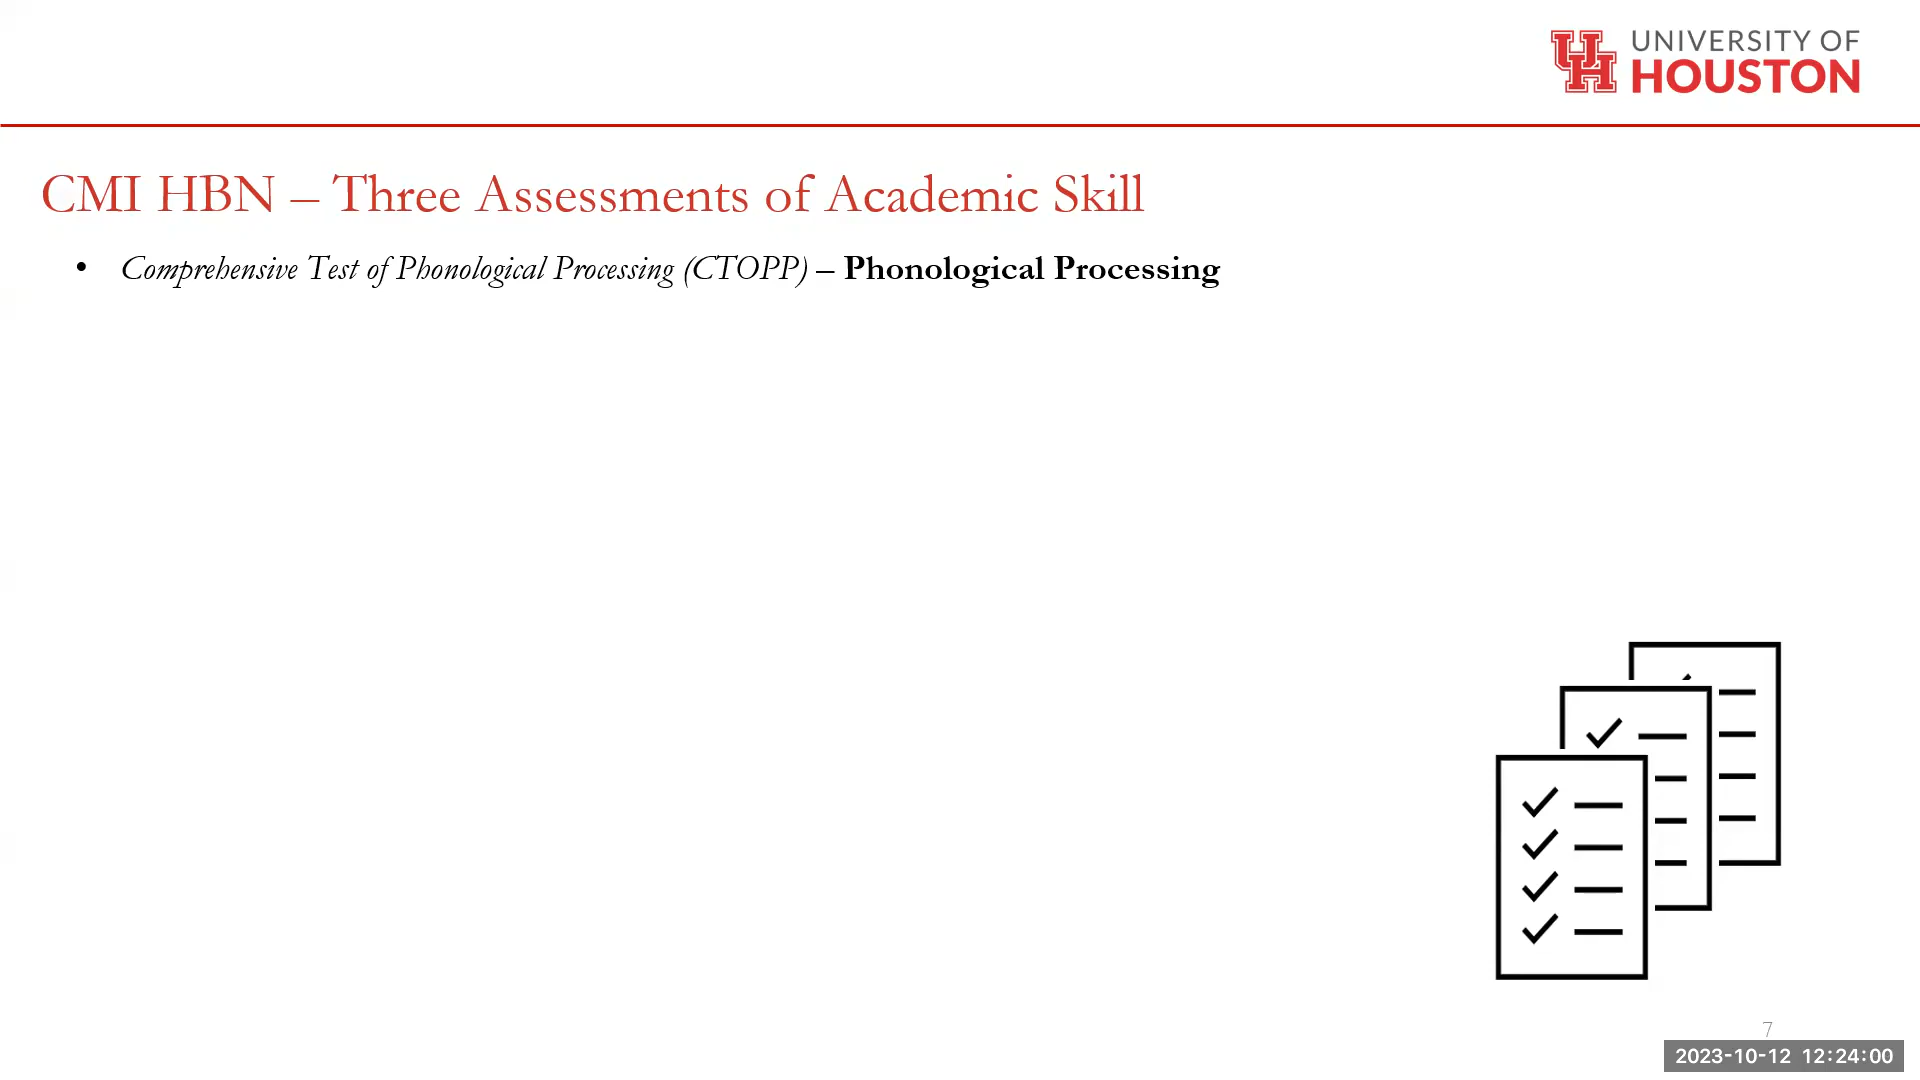 UNIVERSITY OF
HOUSTON
CMI HBN – Three Assessments of Academic Skill
• Comprehensive Test of Phonological Processing (CTOPP) – Phonological Processing
7
2023-10-12 12:24:00